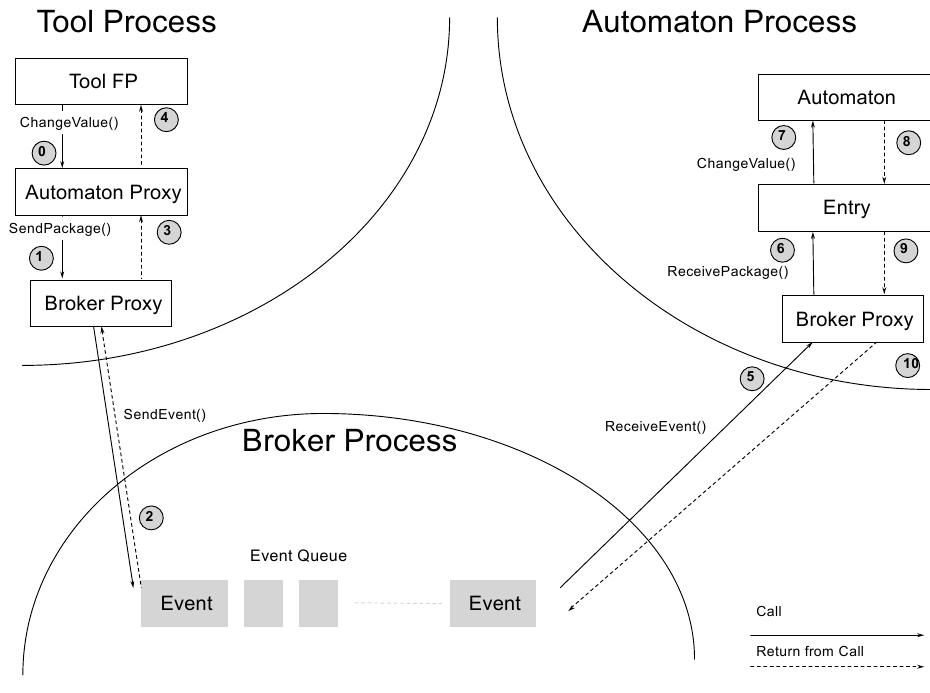 Tool Process
Automaton Process
Tool FP
ChangeValue()
4
0
Automaton Proxy
SendPackage()
3
1
Broker Proxy
SendEvent()
2
Automaton
7
8
ChangeValue()
Entry
6
9
ReceivePackage()
Broker Proxy
10
5
ReceiveEvent()
Broker Process
Event Queue
Event
Event
Call
Return from Call